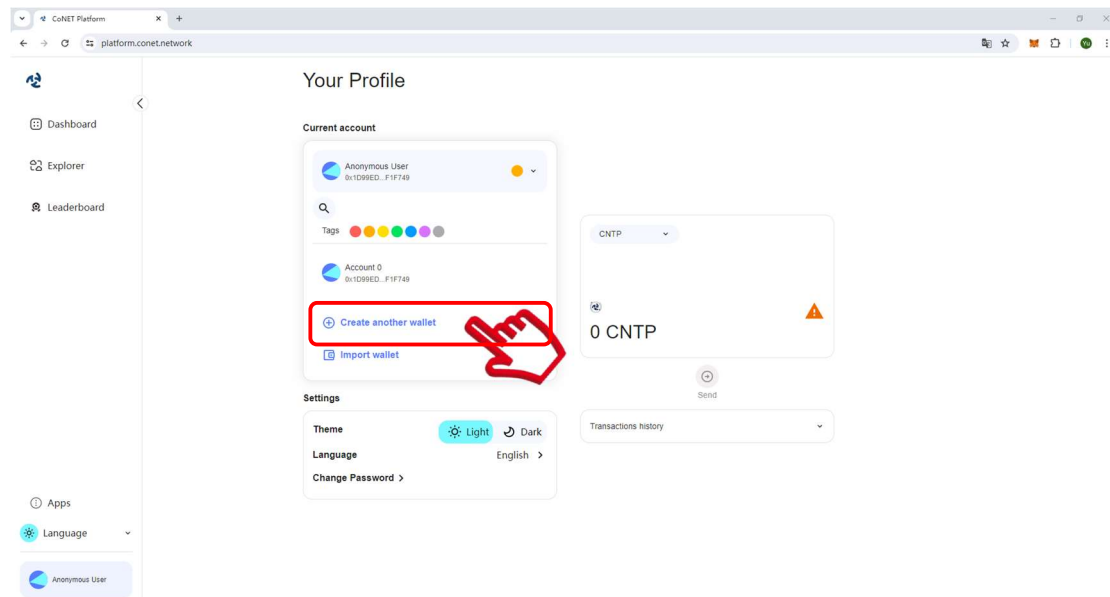 CoNET Platform
platform.conet.network
Yu
Your Profile
Dashboard
Explorer
Leaderboard
Current account
Anonymous User
0x1D99ED...F1F749
Tags
Account 0
0x1D99ED...F1F749
Create another wallet
Import wallet
CNTP
0 CNTP
Send
Transactions history
Settings
Theme Light Dark
Language English
Change Password
Apps
Language
Anonymous User